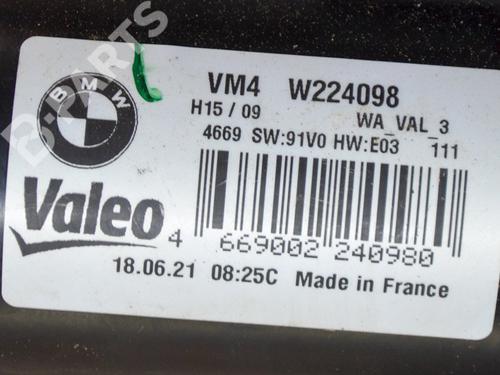 B-PARTS
BMW
VM4 W224098
H15 / 09 WA_VAL_3
4669 SW:91V0 HW:E03 111
Valeo
4 669002 240980
18.06.21 08:25C Made in France